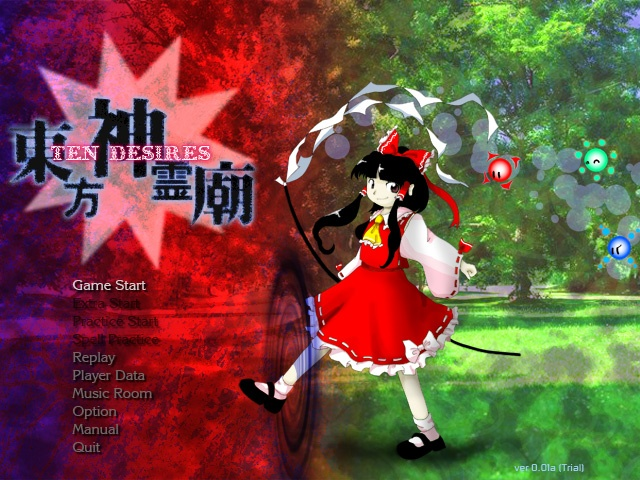 東方神霊廟
TEN DESIRES
Game Start
Extra Start
Practice Start
Spell Practice
Replay
Player Data
Music Room
Option
Manual
Quit
ver 0.01a (Trial)